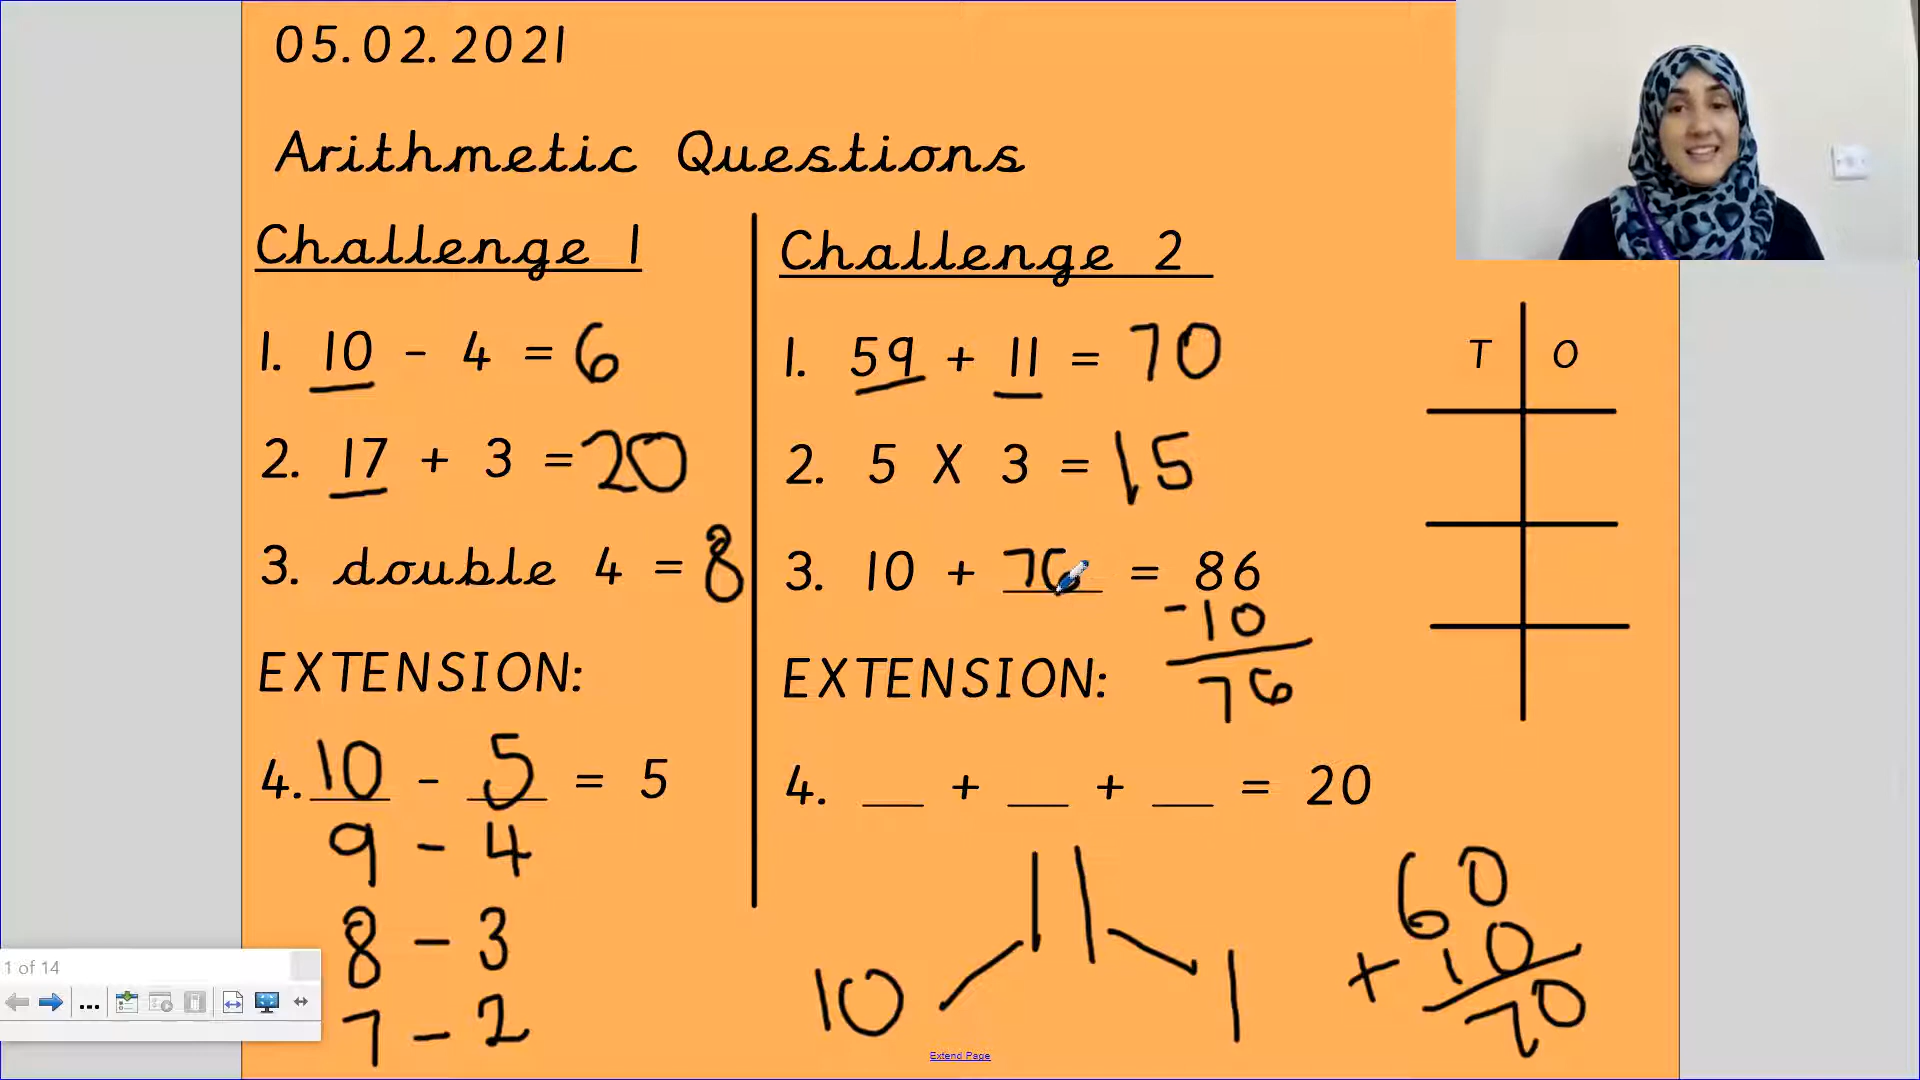 05.02.2021
Arithmetic Questions
Challenge 1
1. 10 - 4 = 6
2. 17 + 3 = 20
3. double 4 = 8
EXTENSION:
4. 10 - 5 = 5
9 - 4
8 - 3
7 - 2
Challenge 2
1. 59 + 11 = 70
2. 5 X 3 = 15
3. 10 + 76 = 86
-10
76
EXTENSION:
4. __ + __ + __ = 20
11
10 1
60
+ 10
70
T O
1 of 14
...
Extend Page